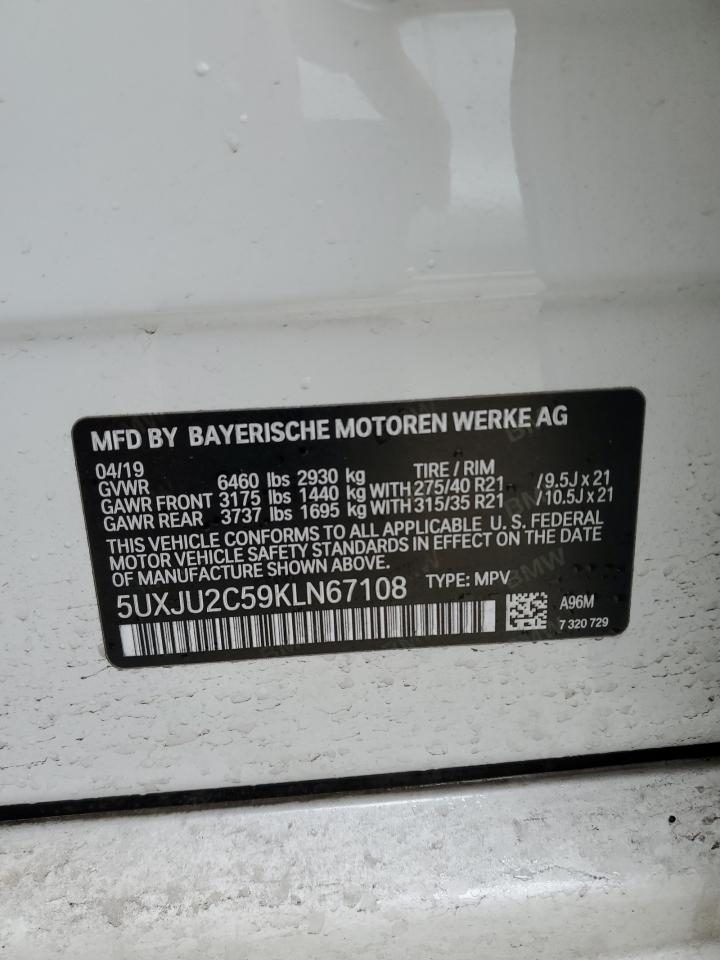 MFD BY BAYERISCHE MOTOREN WERKE AG
04/19 TIRE / RIM
GVWR 6460 lbs 2930 kg
GAWR FRONT 3175 lbs 1440 kg WITH 275/40 R21 /9.5J x 21
GAWR REAR 3737 lbs 1695 kg WITH 315/35 R21 /10.5J x 21
THIS VEHICLE CONFORMS TO ALL APPLICABLE U. S. FEDERAL
MOTOR VEHICLE SAFETY STANDARDS IN EFFECT ON THE DATE
OF MANUFACTURE SHOWN ABOVE.
5UXJU2C59KLN67108 TYPE: MPV
A96M
7 320 729
BMW